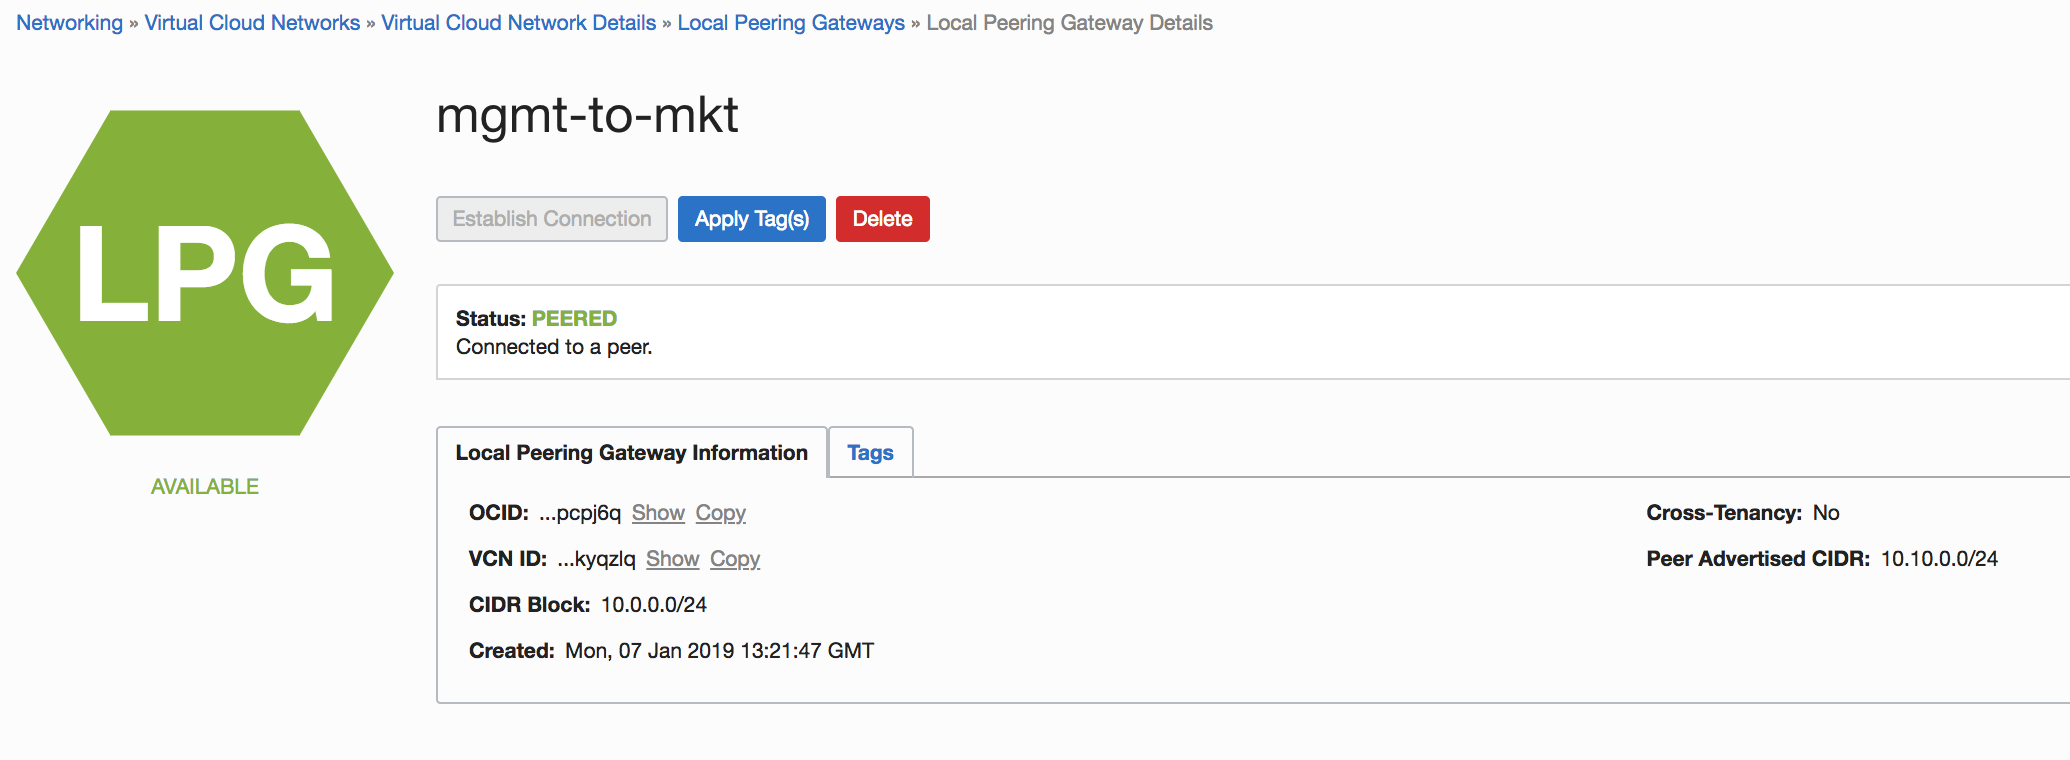 Networking » Virtual Cloud Networks » Virtual Cloud Network Details » Local Peering Gateways » Local Peering Gateway Details
LPG
AVAILABLE
mgmt-to-mkt
Establish Connection Apply Tag(s) Delete
Status: PEERED
Connected to a peer.
Local Peering Gateway Information Tags
OCID: ...pcpj6q Show Copy
VCN ID: ...kyqzlq Show Copy
CIDR Block: 10.0.0.0/24
Created: Mon, 07 Jan 2019 13:21:47 GMT
Cross-Tenancy: No
Peer Advertised CIDR: 10.10.0.0/24